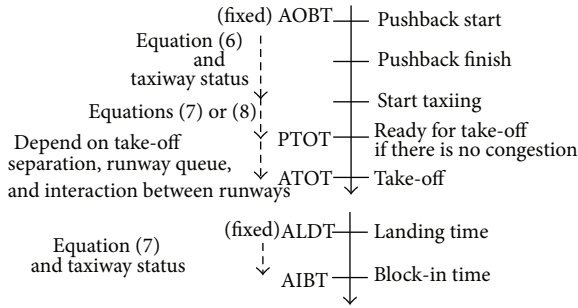 (fixed) AOBT Pushback start
Equation (6)
and
taxiway status
Pushback finish
Start taxiing
Equations (7) or (8)
PTOT Ready for take-off
if there is no congestion
Depend on take-off
separation, runway queue,
and interaction between runways
ATOT Take-off
(fixed) ALDT Landing time
Equation (7)
and taxiway status
AIBT Block-in time